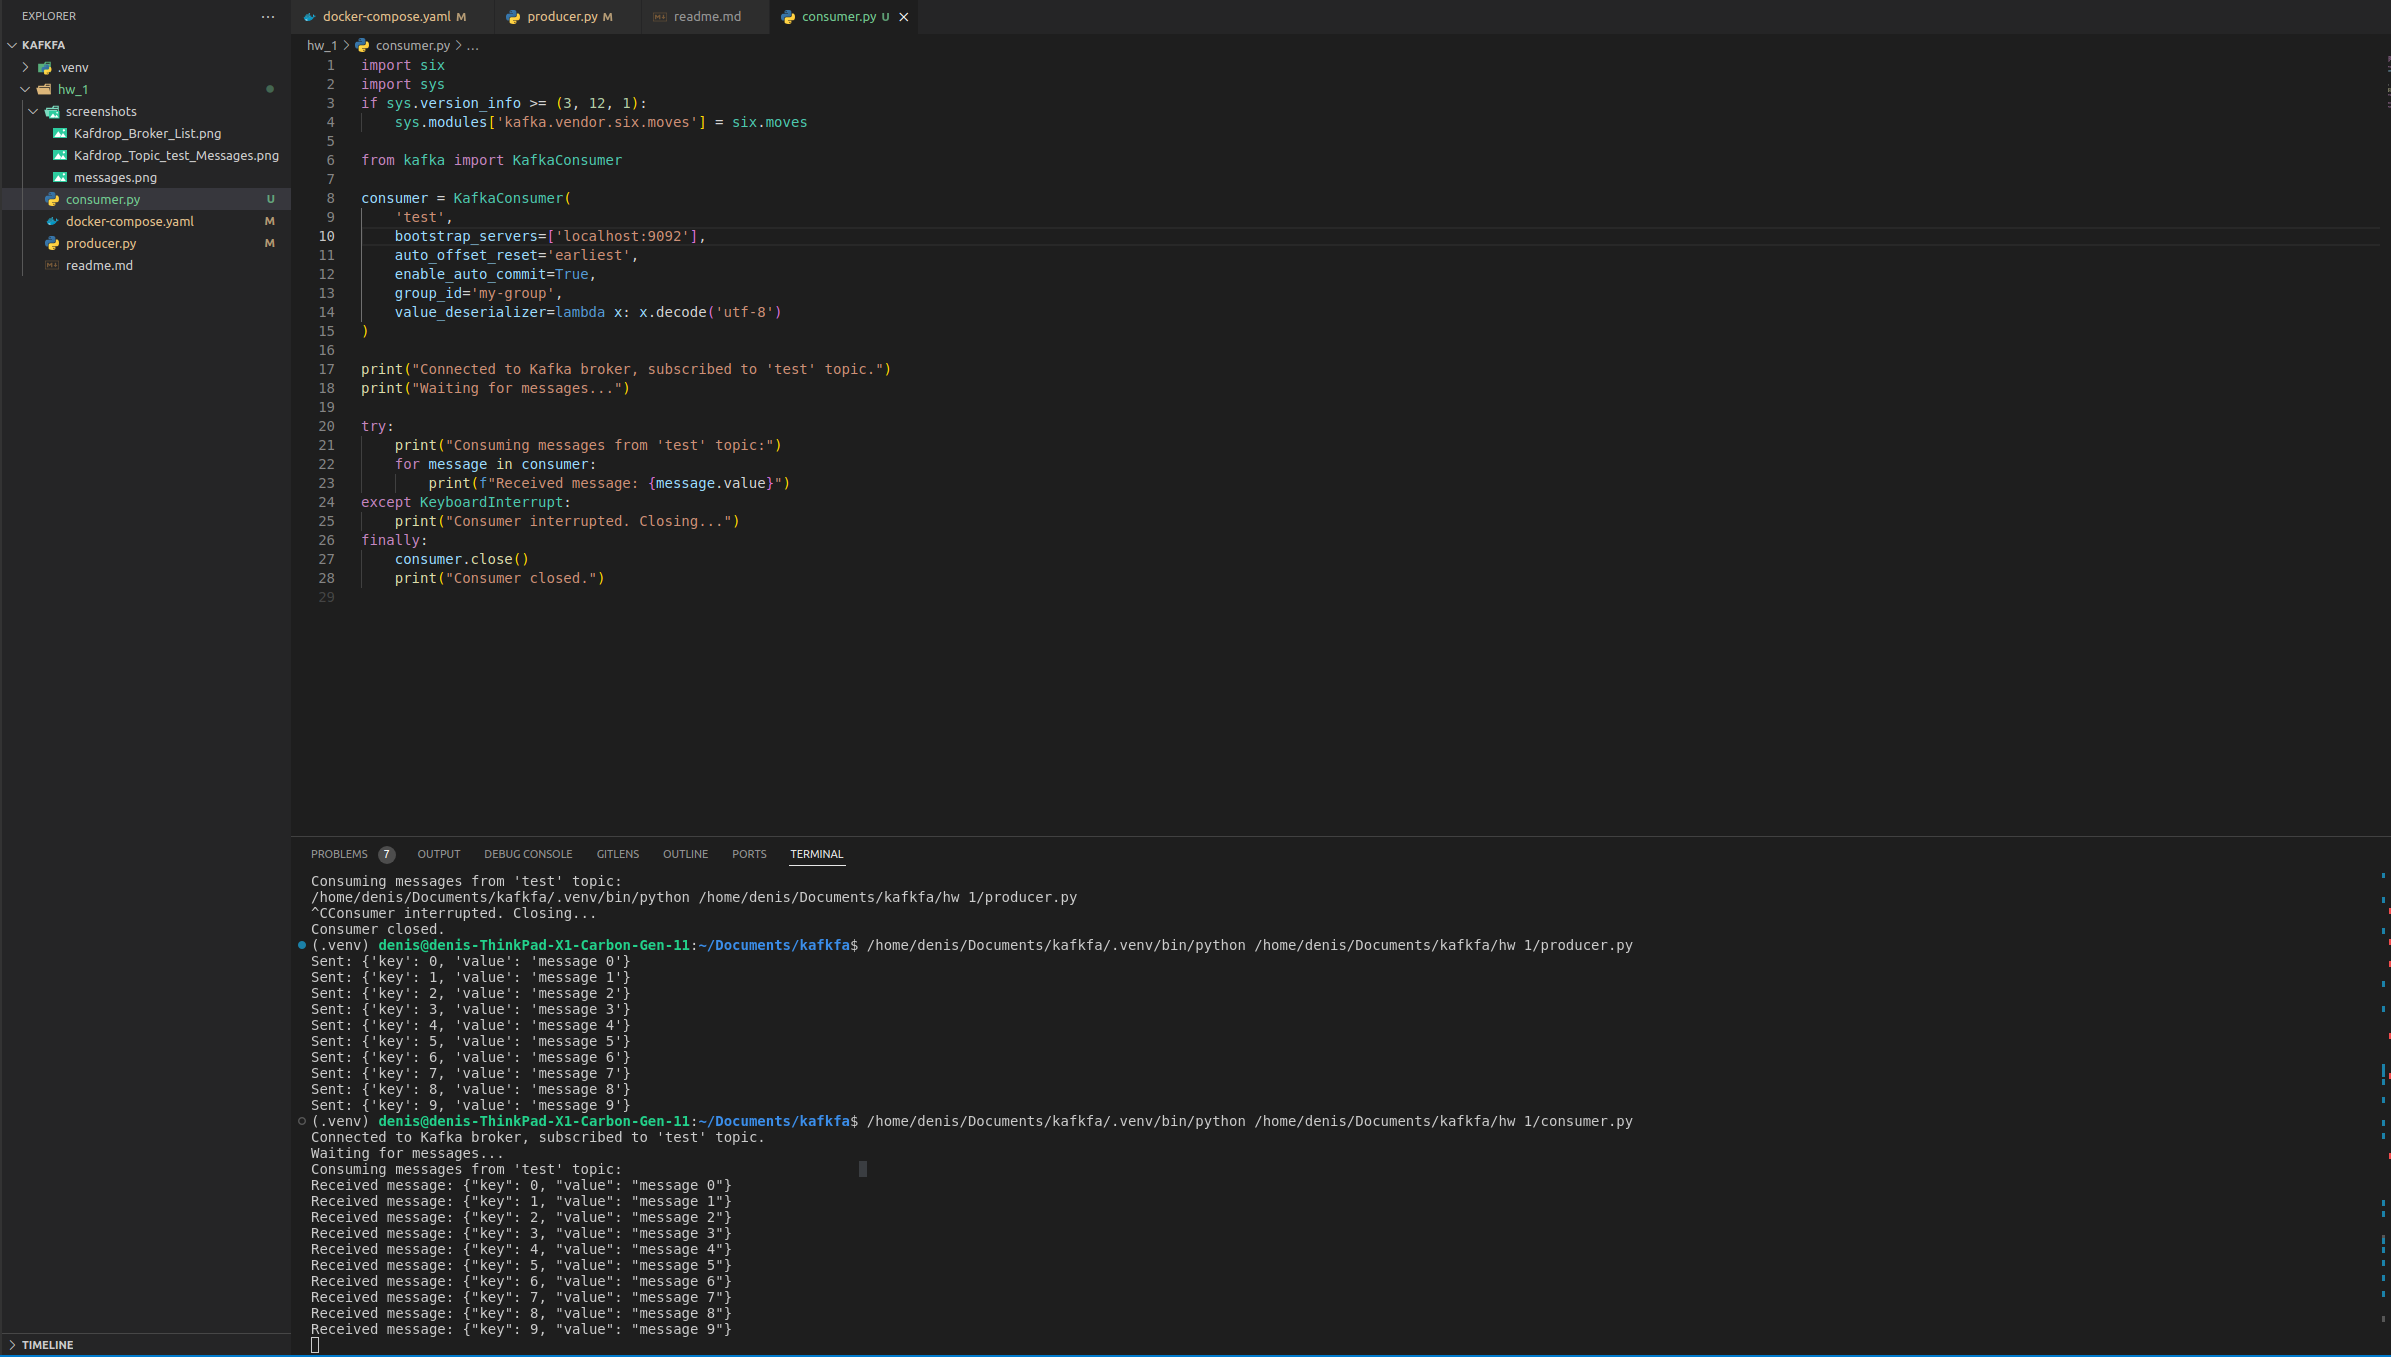 EXPLORER
KAFKFA
.venv
hw_1
screenshots
Kafdrop_Broker_List.png
Kafdrop_Topic_test_Messages.png
messages.png
consumer.py U
docker-compose.yaml M
producer.py M
readme.md
TIMELINE
docker-compose.yaml M producer.py M readme.md consumer.py U
hw_1 > consumer.py > ...
1 import six
2 import sys
3 if sys.version_info >= (3, 12, 1):
4     sys.modules['kafka.vendor.six.moves'] = six.moves
5
6 from kafka import KafkaConsumer
7
8 consumer = KafkaConsumer(
9     'test',
10     bootstrap_servers=['localhost:9092'],
11     auto_offset_reset='earliest',
12     enable_auto_commit=True,
13     group_id='my-group',
14     value_deserializer=lambda x: x.decode('utf-8')
15 )
16
17 print("Connected to Kafka broker, subscribed to 'test' topic.")
18 print("Waiting for messages...")
19
20 try:
21     print("Consuming messages from 'test' topic:")
22     for message in consumer:
23         print(f"Received message: {message.value}")
24 except KeyboardInterrupt:
25     print("Consumer interrupted. Closing...")
26 finally:
27     consumer.close()
28     print("Consumer closed.")
29
PROBLEMS 7 OUTPUT DEBUG CONSOLE GITLENS OUTLINE PORTS TERMINAL
Consuming messages from 'test' topic:
/home/denis/Documents/kafkfa/.venv/bin/python /home/denis/Documents/kafkfa/hw 1/producer.py
^CConsumer interrupted. Closing...
Consumer closed.
(.venv) denis@denis-ThinkPad-X1-Carbon-Gen-11:~/Documents/kafkfa$ /home/denis/Documents/kafkfa/.venv/bin/python /home/denis/Documents/kafkfa/hw 1/producer.py
Sent: {'key': 0, 'value': 'message 0'}
Sent: {'key': 1, 'value': 'message 1'}
Sent: {'key': 2, 'value': 'message 2'}
Sent: {'key': 3, 'value': 'message 3'}
Sent: {'key': 4, 'value': 'message 4'}
Sent: {'key': 5, 'value': 'message 5'}
Sent: {'key': 6, 'value': 'message 6'}
Sent: {'key': 7, 'value': 'message 7'}
Sent: {'key': 8, 'value': 'message 8'}
Sent: {'key': 9, 'value': 'message 9'}
(.venv) denis@denis-ThinkPad-X1-Carbon-Gen-11:~/Documents/kafkfa$ /home/denis/Documents/kafkfa/.venv/bin/python /home/denis/Documents/kafkfa/hw 1/consumer.py
Connected to Kafka broker, subscribed to 'test' topic.
Waiting for messages...
Consuming messages from 'test' topic:
Received message: {"key": 0, "value": "message 0"}
Received message: {"key": 1, "value": "message 1"}
Received message: {"key": 2, "value": "message 2"}
Received message: {"key": 3, "value": "message 3"}
Received message: {"key": 4, "value": "message 4"}
Received message: {"key": 5, "value": "message 5"}
Received message: {"key": 6, "value": "message 6"}
Received message: {"key": 7, "value": "message 7"}
Received message: {"key": 8, "value": "message 8"}
Received message: {"key": 9, "value": "message 9"}